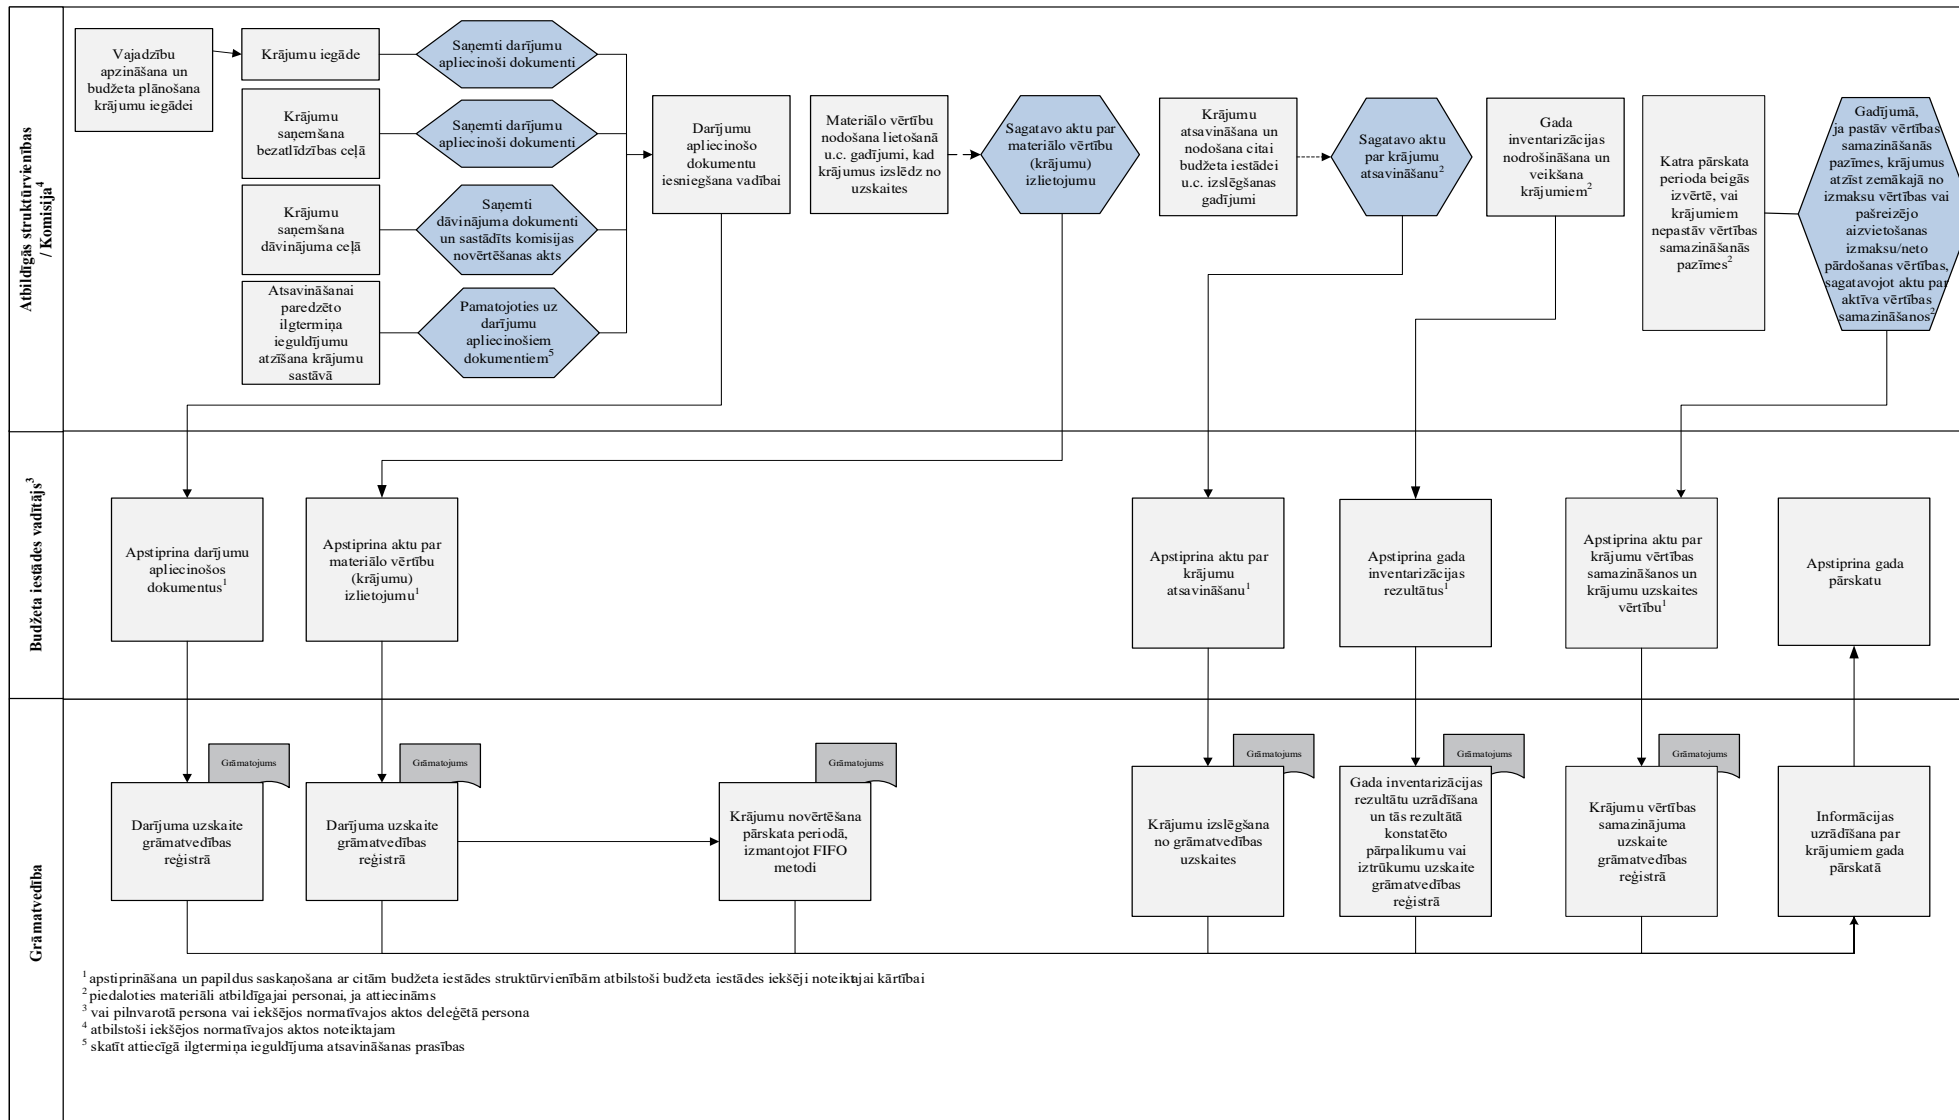 Atbildīgās struktūrvienības
/ Komisija4
Vajadzību
apzināšana un
budžeta plānošana
krājumu iegādei
Krājumu iegāde
Saņemti darījumu
apliecinoši dokumenti
Krājumu
saņemšana
bezatlīdzības ceļā
Saņemti darījumu
apliecinoši dokumenti
Krājumu
saņemšana
dāvinājuma ceļā
Saņemti
dāvinājuma dokumenti
un sastādīts komisijas
novērtēšanas akts
Atsavināšanai
paredzēto
ilgtermiņa
ieguldījumu
atzīšana krājumu
sastāvā
Pamatojoties uz
darījumu
apliecinošiem
dokumentiem5
Darījumu
apliecinošo
dokumentu
iesniegšana vadībai
Materiālo vērtību
nodošana lietošanā
u.c. gadījumi, kad
krājumus izslēdz no
uzskaites
Sagatavo aktu par
materiālo vērtību
(krājumu)
izlietojumu
Krājumu
atsavināšana un
nodošana citai
budžeta iestādei
u.c. izslēgšanas
gadījumi
Sagatavo aktu
par krājumu
atsavināšanu2
Gada
inventarizācijas
nodrošināšana un
veikšana
krājumiem2
Katra pārskata
perioda beigās
izvērtē, vai
krājumiem
nepastāv vērtības
samazināšanās
pazīmes2
Gadījumā,
ja pastāv vērtības
samazināšanās
pazīmes, krājumus
atzīst zemākajā no
izmaksu vērtības vai
pašreizējo
aizvietošanas
izmaksu/neto
pārdošanas vērtības,
sagatavojot aktu par
aktīva vērtības
samazināšanos2
Budžeta iestādes vadītājs3
Apstiprina darījumu
apliecinošos
dokumentus1
Apstiprina aktu par
materiālo vērtību
(krājumu)
izlietojumu1
Apstiprina aktu par
krājumu
atsavināšanu1
Apstiprina gada
inventarizācijas
rezultātus1
Apstiprina aktu par
krājumu vērtības
samazināšanos un
krājumu uzskaites
vērtību1
Apstiprina gada
pārskatu
Grāmatvedība
Grāmatojums
Darījuma uzskaite
grāmatvedības
reģistrā
Grāmatojums
Darījuma uzskaite
grāmatvedības
reģistrā
Grāmatojums
Krājumu novērtēšana
pārskata periodā,
izmantojot FIFO
metodi
Grāmatojums
Krājumu izslēgšana
no grāmatvedības
uzskaites
Grāmatojums
Gada inventarizācijas
rezultātu uzrādīšana
un tās rezultātā
konstatēto
pārpalikumu vai
iztrūkumu uzskaite
grāmatvedības
reģistrā
Grāmatojums
Krājumu vērtības
samazinājuma
uzskaite
grāmatvedības
reģistrā
Informācijas
uzrādīšana par
krājumiem gada
pārskatā
1 apstiprināšana un papildus saskaņošana ar citām budžeta iestādes struktūrvienībām atbilstoši budžeta iestādes iekšēji noteiktajai kārtībai
2 piedaloties materiāli atbildīgajai personai, ja attiecināms
3 vai pilnvarotā persona vai iekšējos normatīvajos aktos deleģētā persona
4 atbilstoši iekšējos normatīvajos aktos noteiktajam
5 skatīt attiecīgā ilgtermiņa ieguldījuma atsavināšanas prasības